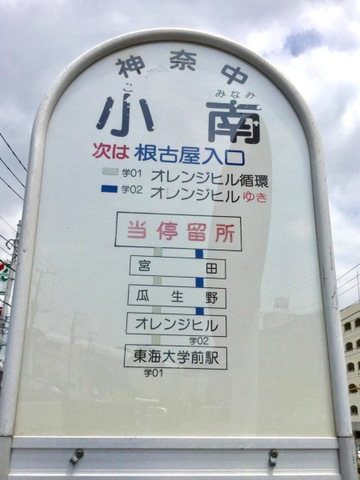 神奈中
こ みなみ
小南
次は 根古屋入口
学01 オレンジヒル循環
学02 オレンジヒルゆき
当停留所
宮田
瓜生野
オレンジヒル
学02
東海大学前駅
学01